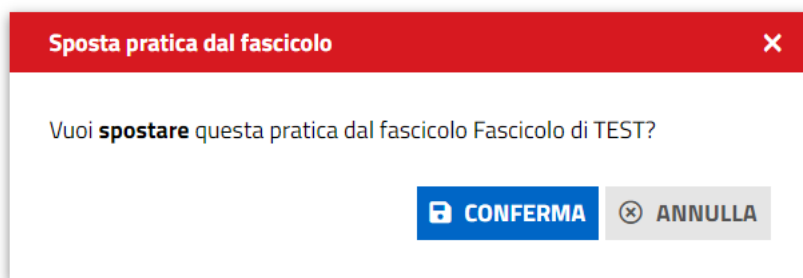 Sposta pratica dal fascicolo
Vuoi spostare questa pratica dal fascicolo Fascicolo di TEST?
CONFERMA ANNULLA